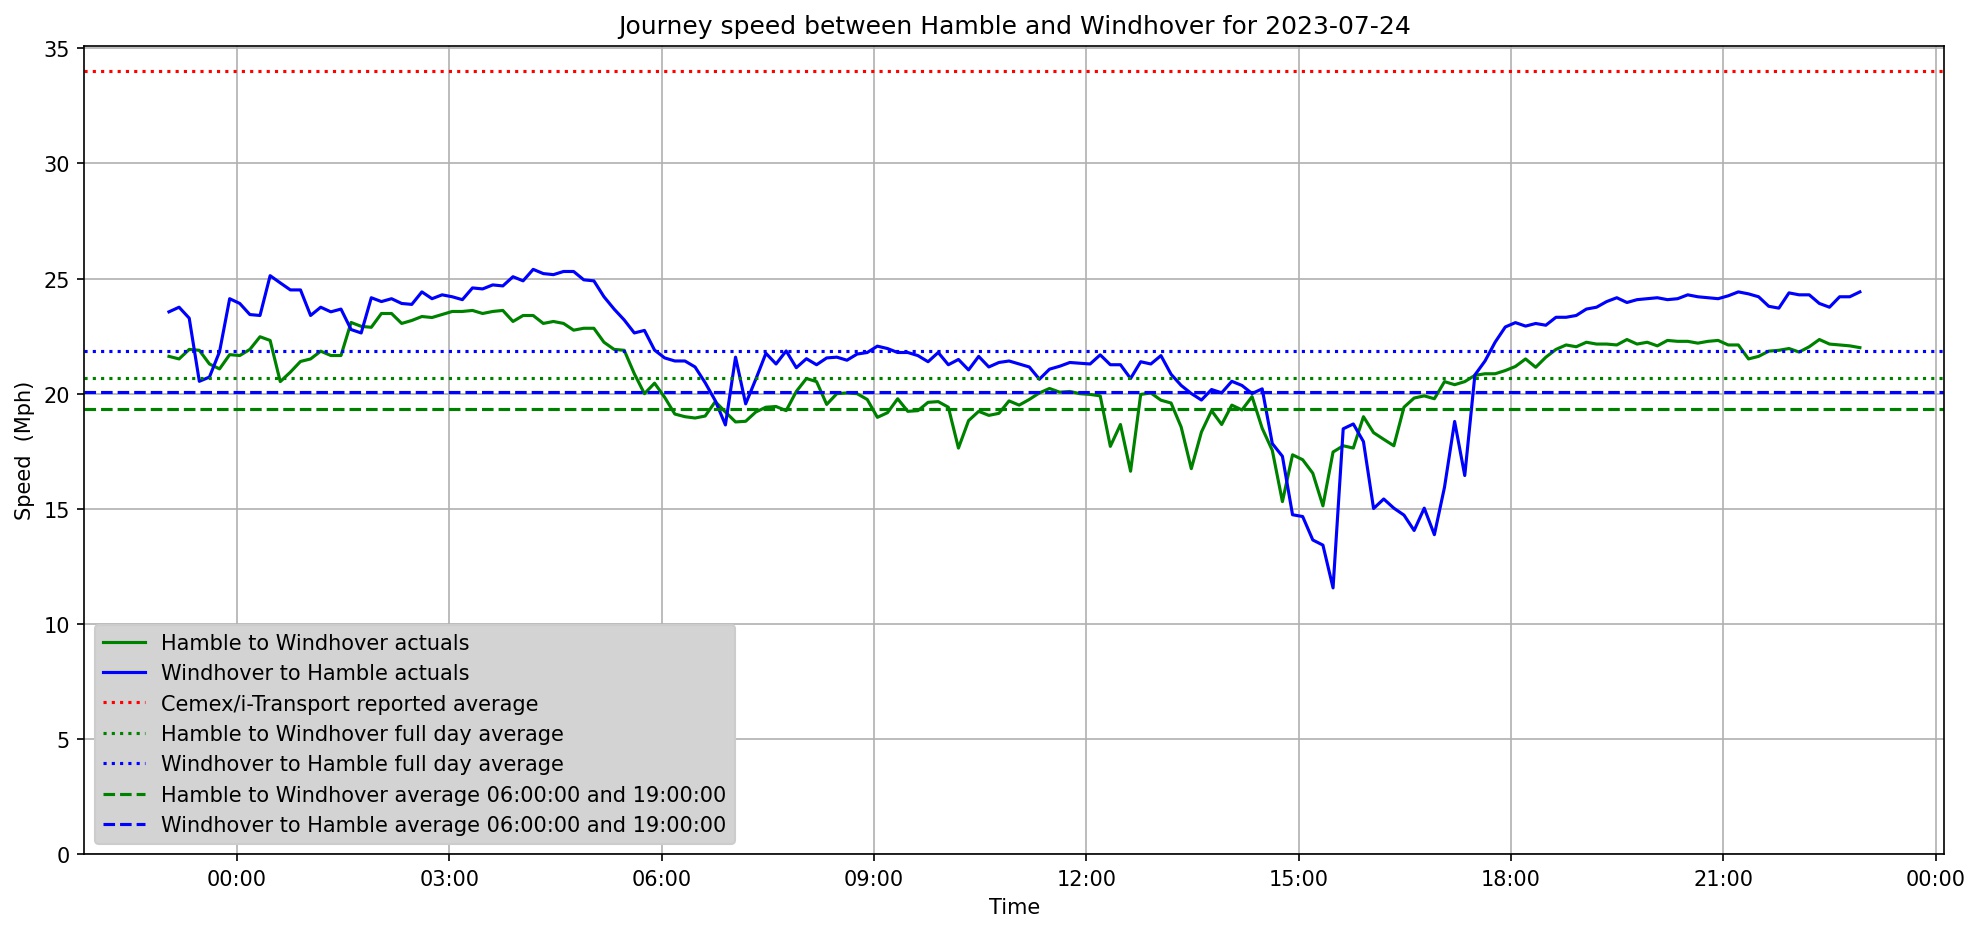 Journey speed between Hamble and Windhover for 2023-07-24
35
30
25
20
15
10
5
0
Speed (Mph)
Hamble to Windhover actuals
Windhover to Hamble actuals
Cemex/i-Transport reported average
Hamble to Windhover full day average
Windhover to Hamble full day average
Hamble to Windhover average 06:00:00 and 19:00:00
Windhover to Hamble average 06:00:00 and 19:00:00
00:00 03:00 06:00 09:00 12:00 15:00 18:00 21:00 00:00
Time